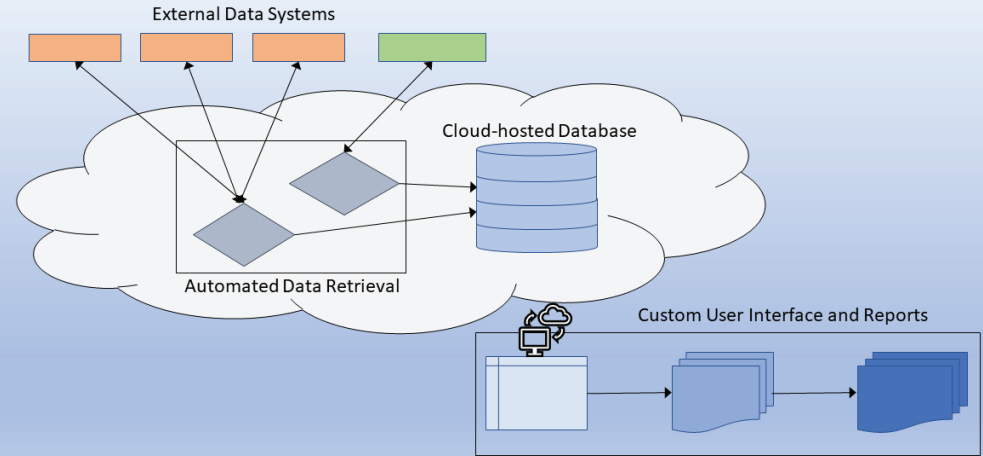 External Data Systems
Cloud-hosted Database
Automated Data Retrieval
Custom User Interface and Reports